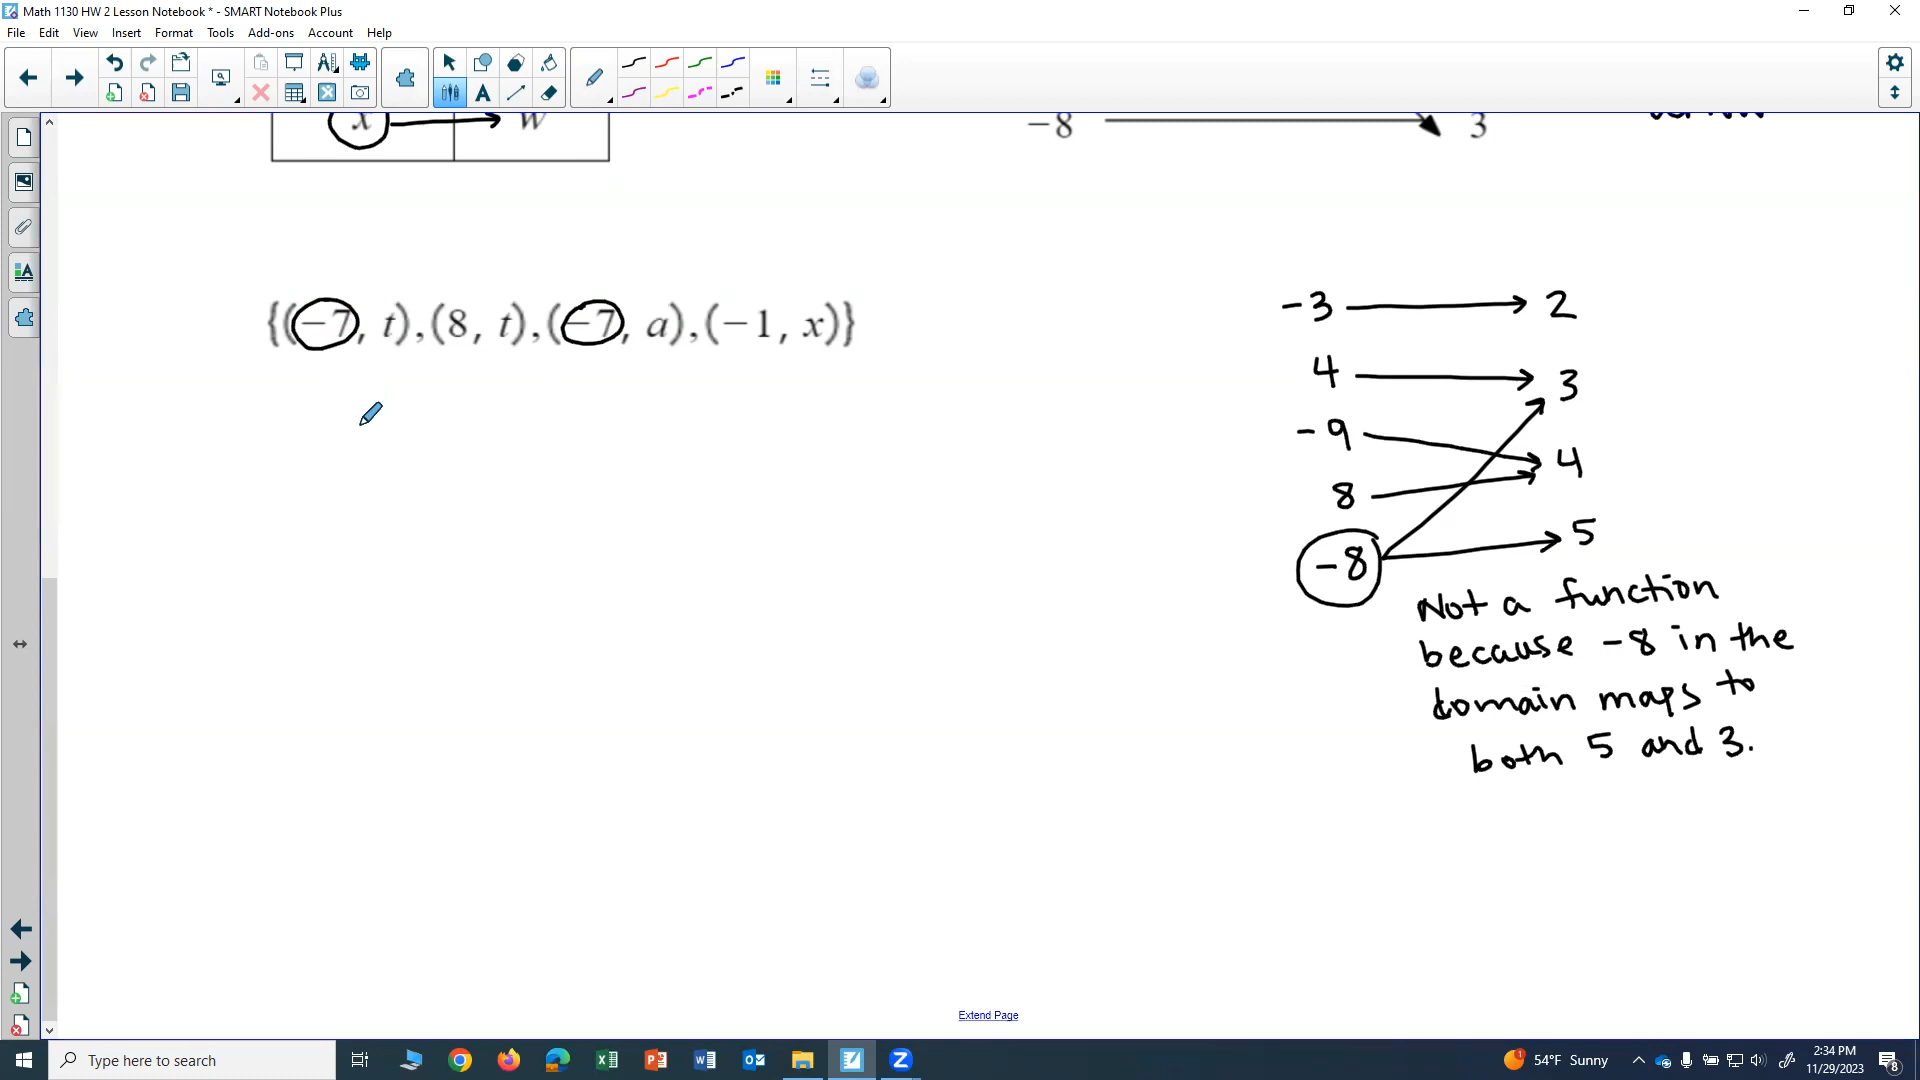 Math 1130 HW 2 Lesson Notebook * - SMART Notebook Plus
File Edit View Insert Format Tools Add-ons Account Help
x w
−8 3
{(−7, t),(8, t),(−7, a),(−1, x)}
-3 2
4 3
-9 4
8
-8 5
Not a function
because -8 in the
domain maps to
both 5 and 3.
Extend Page
Type here to search
1
54°F Sunny
2:34 PM
11/29/2023
8